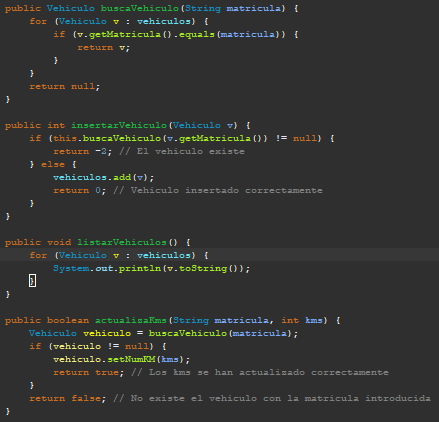 public Vehiculo buscaVehiculo(String matricula) {
for (Vehiculo v : vehiculos) {
if (v.getMatricula().equals(matricula)) {
return v;
}
}
return null;
}
public int insertarVehiculo(Vehiculo v) {
if (this.buscaVehiculo(v.getMatricula()) != null) {
return -2; // El vehiculo existe
} else {
vehiculos.add(v);
return 0; // Vehiculo insertado correctamente
}
}
public void listarVehiculos() {
for (Vehiculo v : vehiculos) {
System.out.println(v.toString());
}
}
public boolean actualizaKms(String matricula, int kms) {
Vehiculo vehiculo = buscaVehiculo(matricula);
if (vehiculo != null) {
vehiculo.setNumKM(kms);
return true; // Los kms se han actualizado correctamente
}
return false; // No existe el vehiculo con la matricula introducida
}